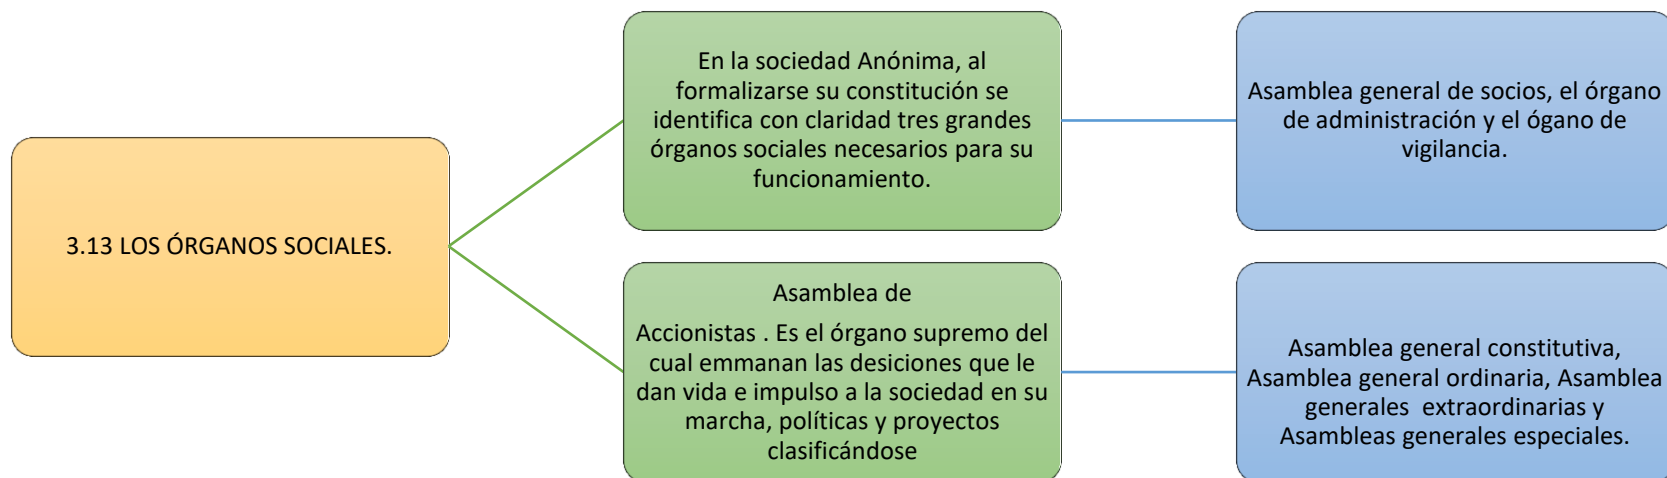 3.13 LOS ÓRGANOS SOCIALES.
En la sociedad Anónima, al
formalizarse su constitución se
identifica con claridad tres grandes
órganos sociales necesarios para su
funcionamiento.
Asamblea general de socios, el órgano
de administración y el ógano de
vigilancia.
Asamblea de
Accionistas . Es el órgano supremo del
cual emmanan las desiciones que le
dan vida e impulso a la sociedad en su
marcha, políticas y proyectos
clasificándose
Asamblea general constitutiva,
Asamblea general ordinaria, Asamblea
generales extraordinarias y
Asambleas generales especiales.